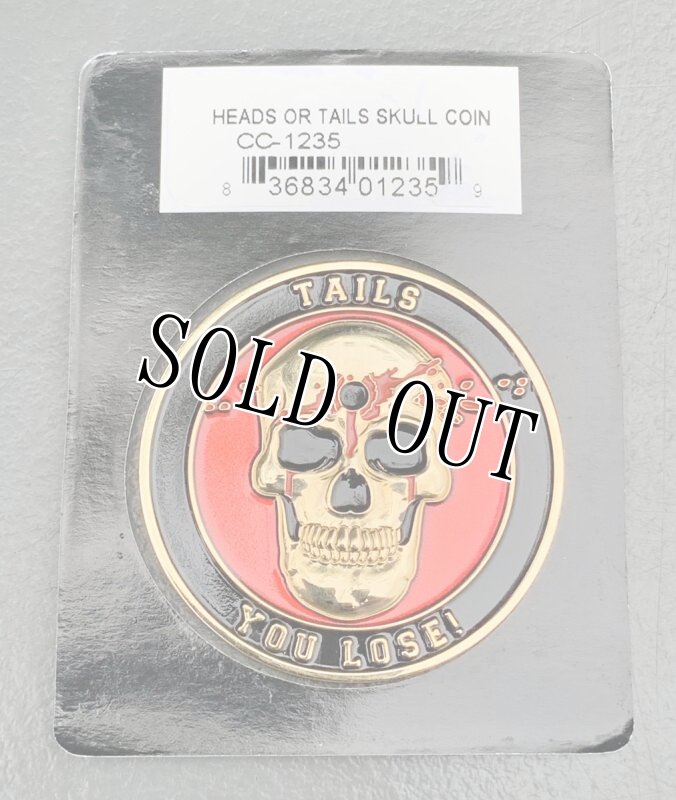 HEADS OR TAILS SKULL COIN
CC-1235
8 36834 01235 9
TAILS
SOLD OUT
YOU LOSE!